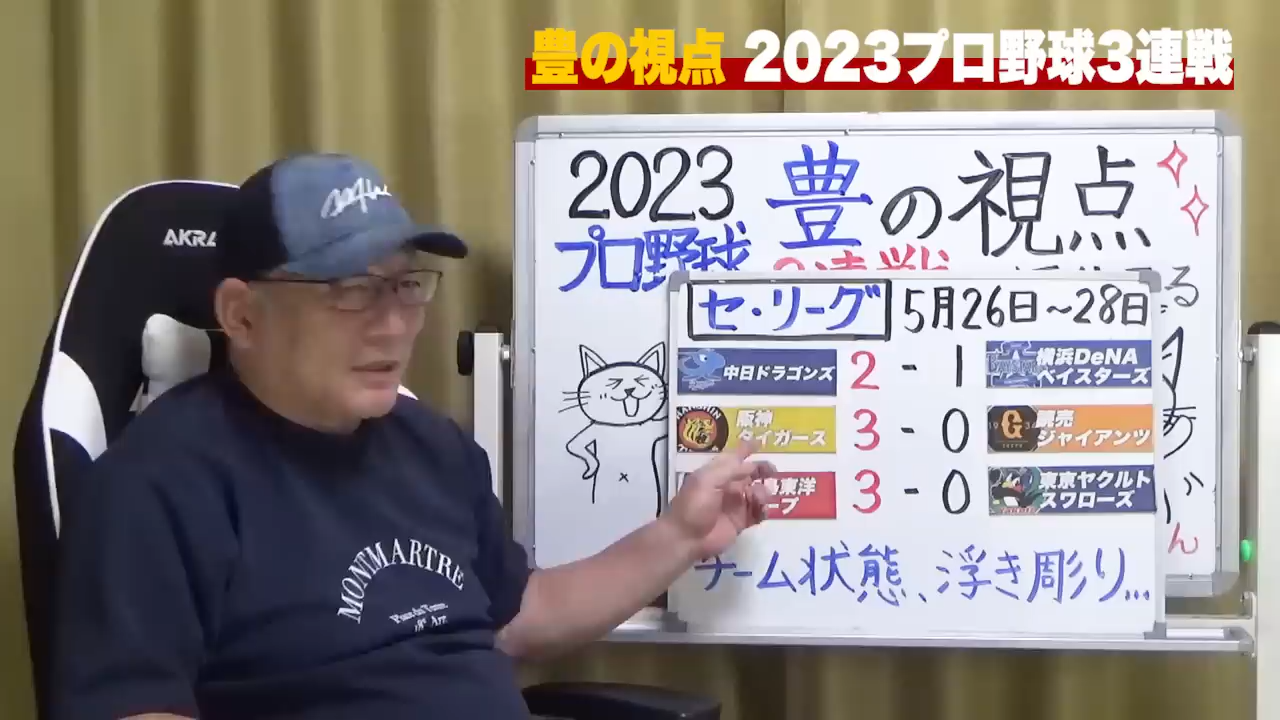 豊の視点 2023プロ野球3連戦
2023 豊の視点
プロ野球
セ・リーグ 5月26日~28日
中日ドラゴンズ 2 - 1 横浜DeNA ベイスターズ
阪神 タイガース 3 - 0 読売 ジャイアンツ
東洋 3 - 0 東京ヤクルト スワローズ
チーム状態、浮き彫り...
AKRA
MONTMARTRE